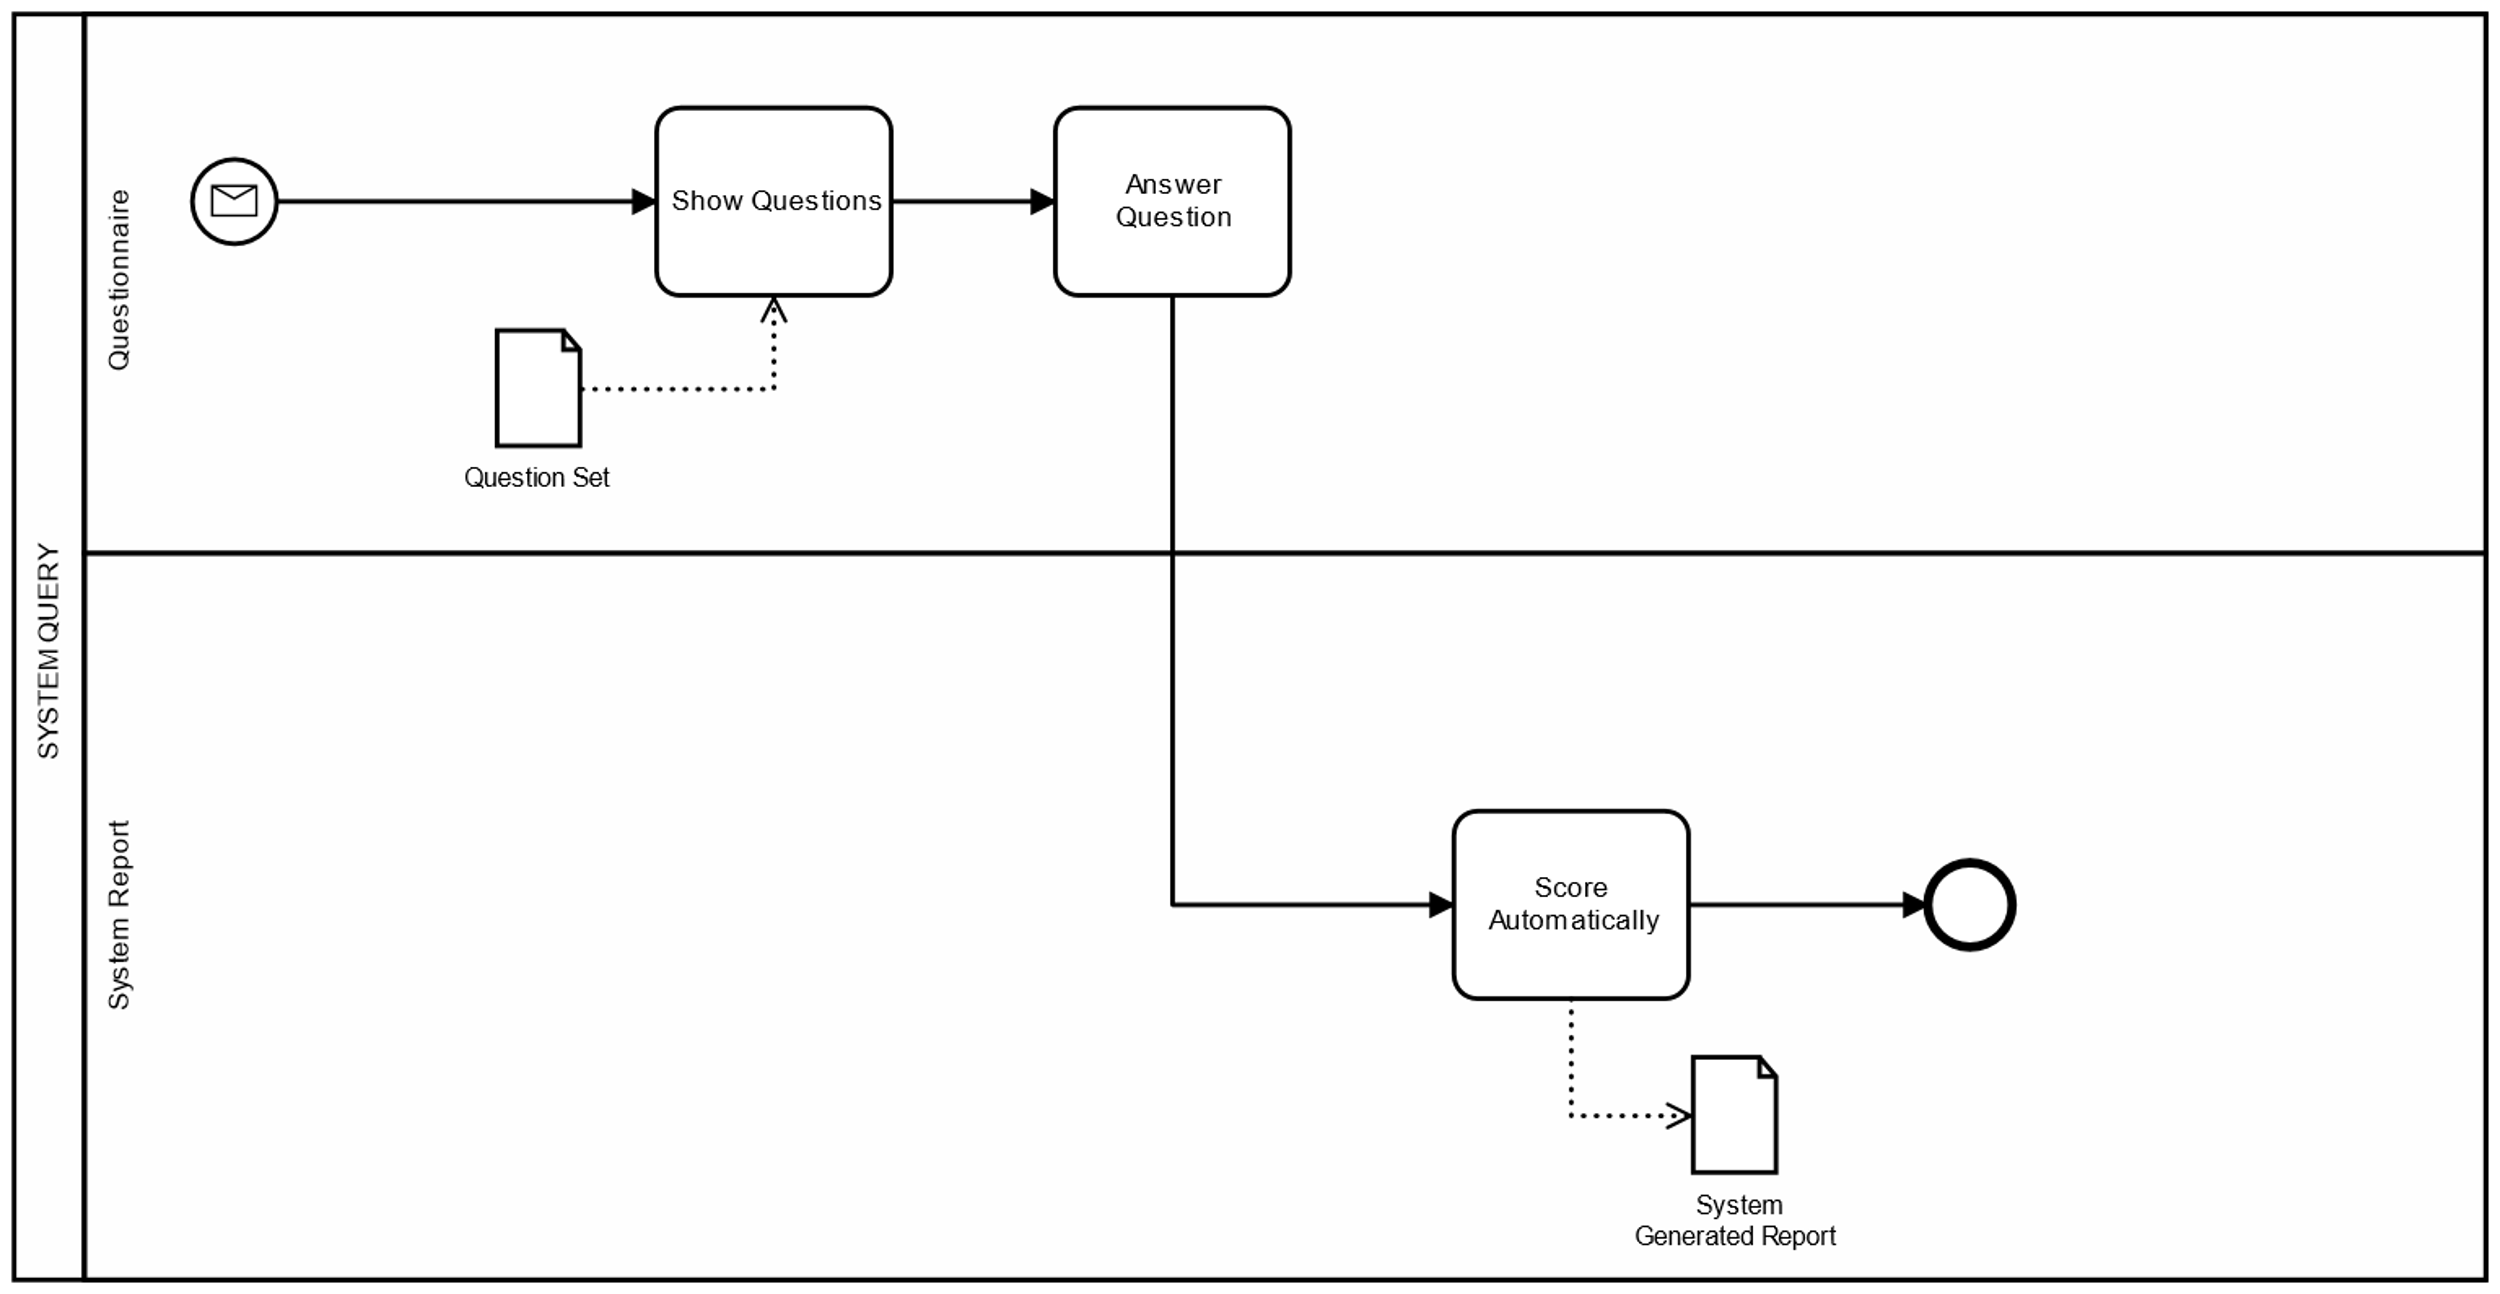 SYSTEM QUERY
Questionnaire
Show Questions
Answer
Question
Question Set
System Report
Score
Automatically
System
Generated Report